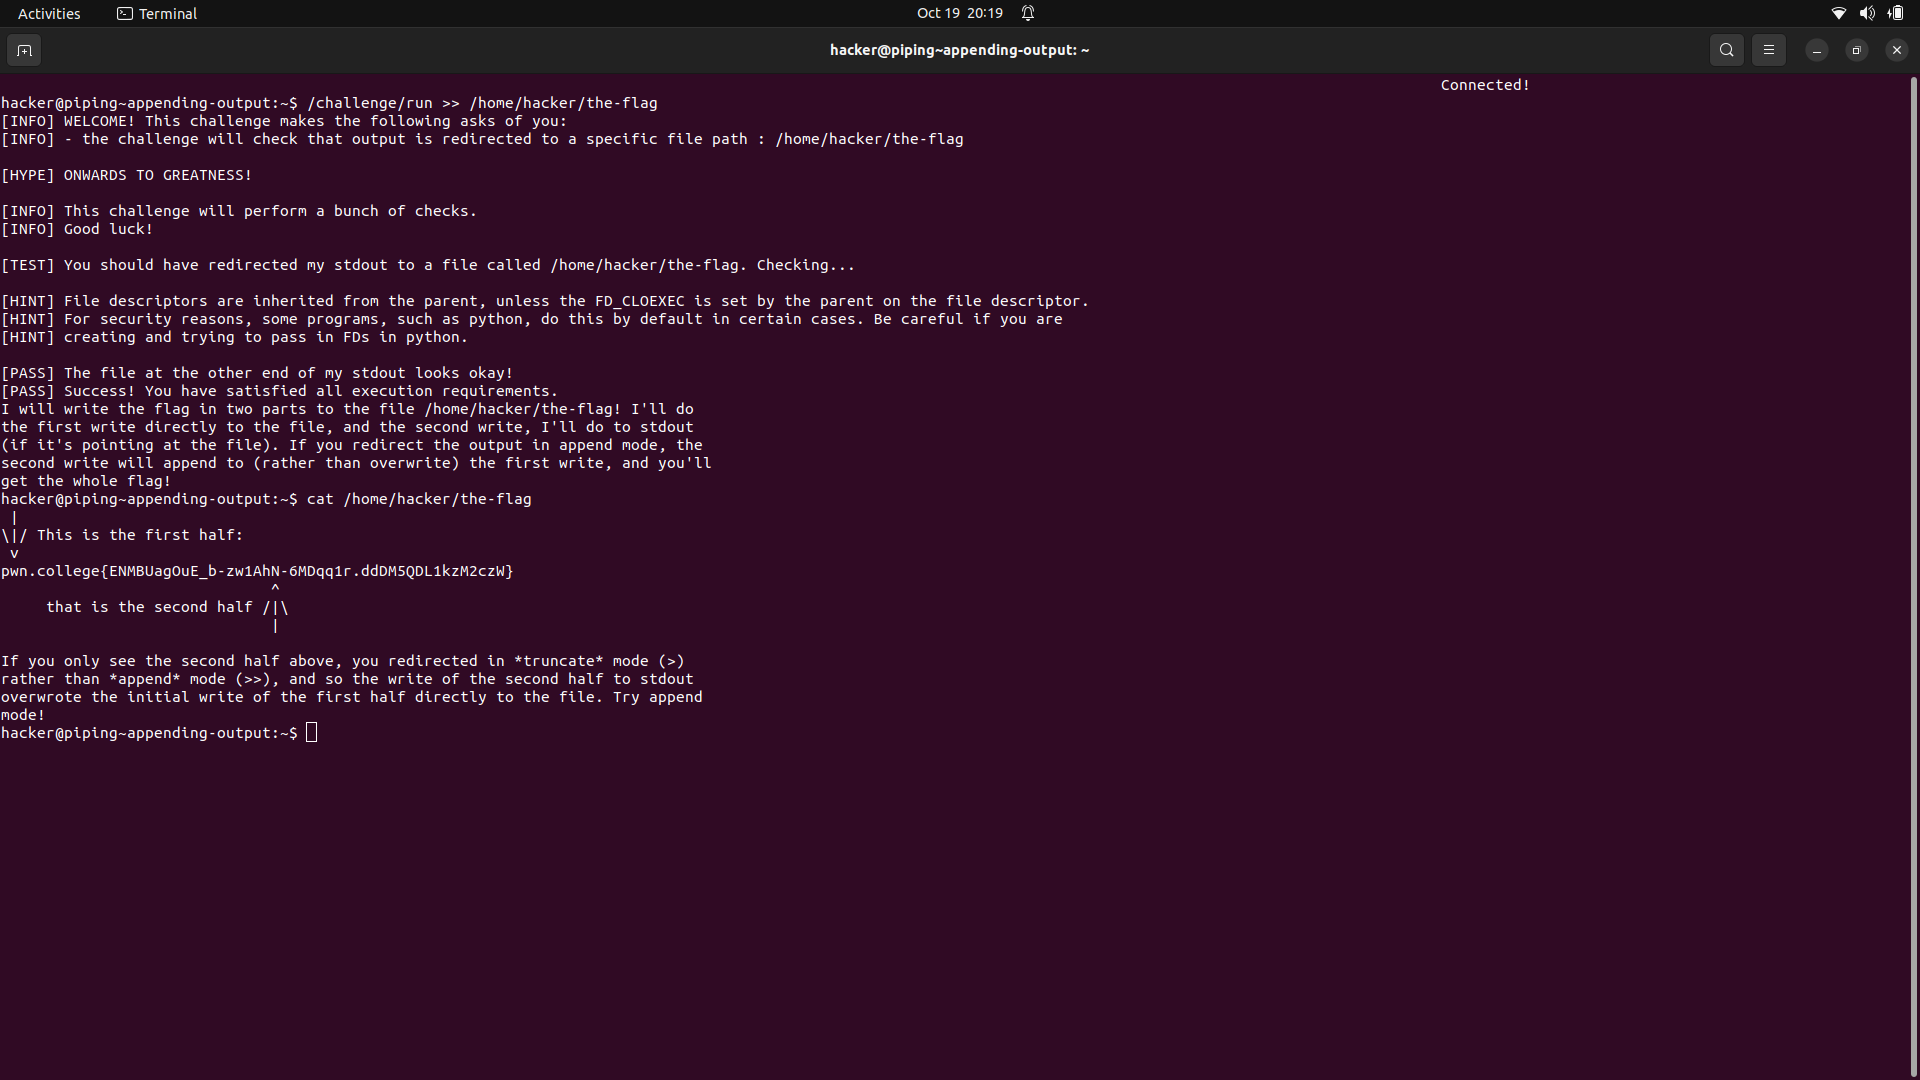 Activities
Terminal
Oct 19 20:19
hacker@piping~appending-output: ~
Connected!
hacker@piping~appending-output:~$ /challenge/run >> /home/hacker/the-flag
[INFO] WELCOME! This challenge makes the following asks of you:
[INFO] - the challenge will check that output is redirected to a specific file path : /home/hacker/the-flag
[HYPE] ONWARDS TO GREATNESS!
[INFO] This challenge will perform a bunch of checks.
[INFO] Good luck!
[TEST] You should have redirected my stdout to a file called /home/hacker/the-flag. Checking...
[HINT] File descriptors are inherited from the parent, unless the FD_CLOEXEC is set by the parent on the file descriptor.
[HINT] For security reasons, some programs, such as python, do this by default in certain cases. Be careful if you are
[HINT] creating and trying to pass in FDs in python.
[PASS] The file at the other end of my stdout looks okay!
[PASS] Success! You have satisfied all execution requirements.
I will write the flag in two parts to the file /home/hacker/the-flag! I'll do
the first write directly to the file, and the second write, I'll do to stdout
(if it's pointing at the file). If you redirect the output in append mode, the
second write will append to (rather than overwrite) the first write, and you'll
get the whole flag!
hacker@piping~appending-output:~$ cat /home/hacker/the-flag
 |
\|/ This is the first half:
 v
pwn.college{ENMBUagOuE_b-zw1AhN-6MDqq1r.ddDM5QDL1kzM2czW}
                              ^
     that is the second half /|\
                              |
If you only see the second half above, you redirected in *truncate* mode (>)
rather than *append* mode (>>), and so the write of the second half to stdout
overwrote the initial write of the first half directly to the file. Try append
mode!
hacker@piping~appending-output:~$